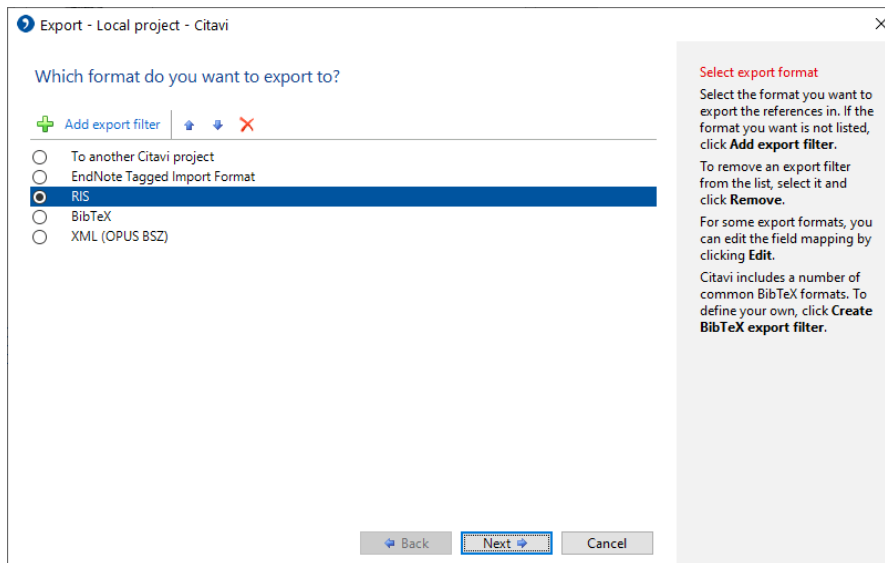 Export - Local project - Citavi
Which format do you want to export to?
Add export filter
To another Citavi project
EndNote Tagged Import Format
RIS
BibTeX
XML (OPUS BSZ)
Select export format
Select the format you want to
export the references in. If the
format you want is not listed,
click Add export filter.
To remove an export filter
from the list, select it and
click Remove.
For some export formats, you
can edit the field mapping by
clicking Edit.
Citavi includes a number of
common BibTeX formats. To
define your own, click Create
BibTeX export filter.
Back
Next
Cancel